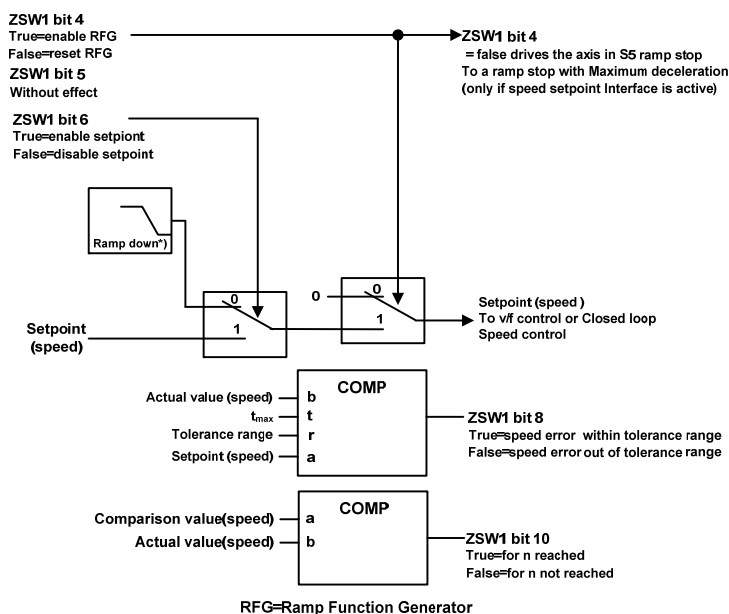 ZSW1 bit 4
True=enable RFG
False=reset RFG
ZSW1 bit 5
Without effect
ZSW1 bit 6
True=enable setpiont
False=disable setpoint
ZSW1 bit 4
= false drives the axis in S5 ramp stop
To a ramp stop with Maximum deceleration
(only if speed setpoint Interface is active)
Ramp down*)
0
1
Setpoint
(speed)
0
0
1
Setpoint (speed )
To v/f control or Closed loop
Speed control
COMP
Actual value (speed) b
tmax t
Tolerance range r
Setpoint (speed) a
ZSW1 bit 8
True=speed error within tolerance range
False=speed error out of tolerance range
COMP
Comparison value(speed) a
Actual value(speed) b
ZSW1 bit 10
True=for n reached
False=for n not reached
RFG=Ramp Function Generator